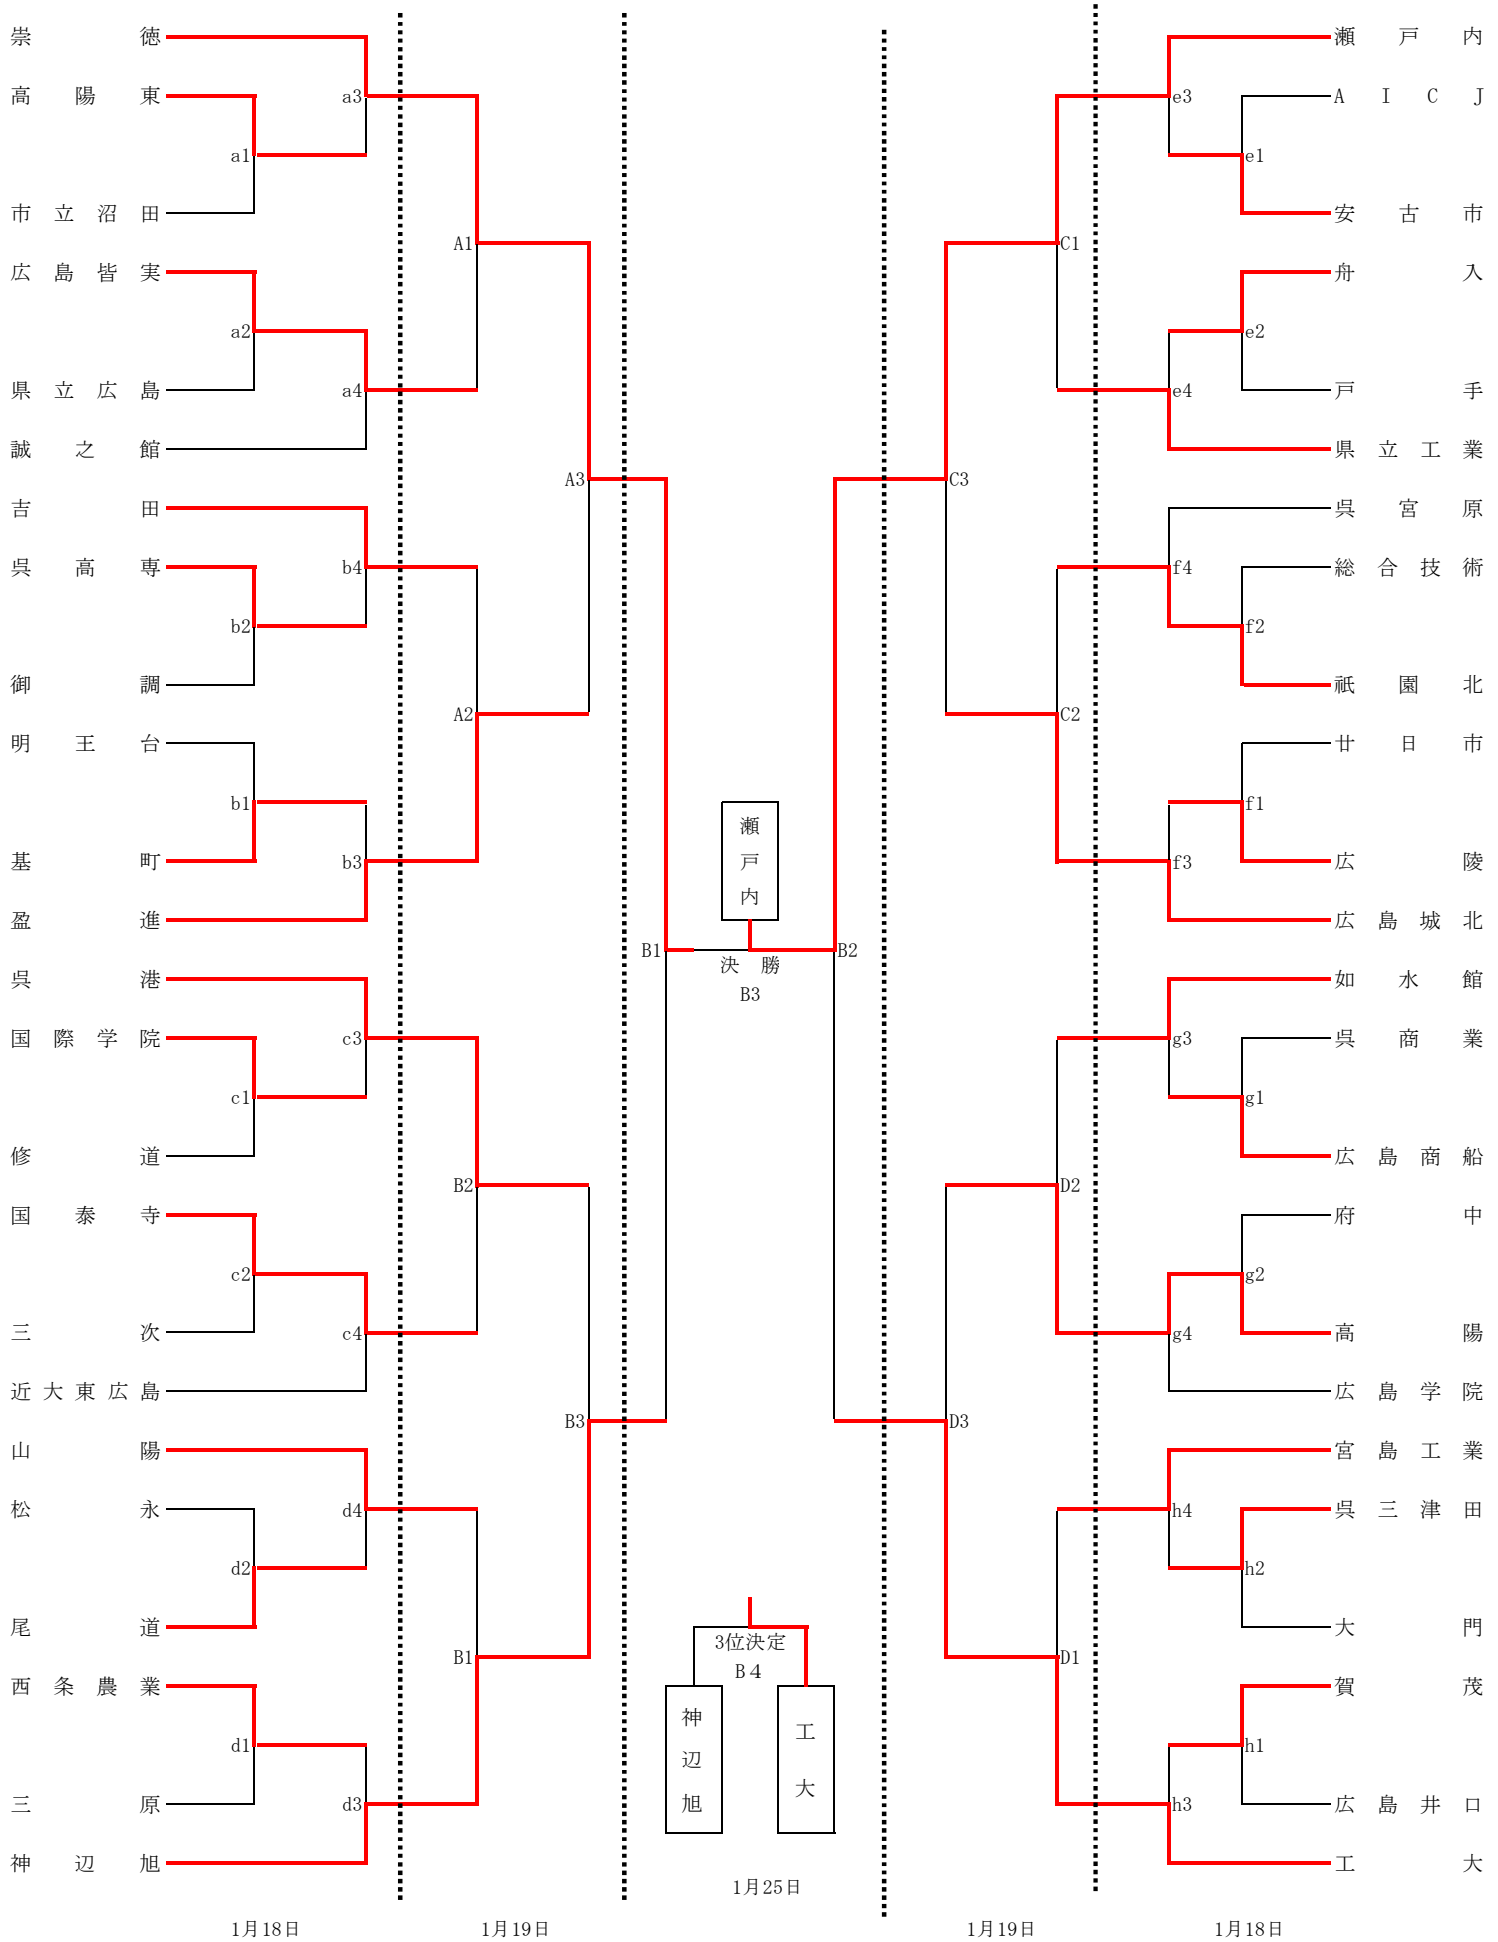 崇徳
高陽東
市立沼田
広島皆実
県立広島
誠之館
吉田
呉高専
御調
明王台
基町
盈進
呉港
国際学院
修道
国泰寺
三次
近大東広島
山陽
松永
尾道
西条農業
三原
神辺旭
a1
a2
b2
b1
c1
c2
d2
d1
a3
a4
b4
b3
c3
c4
d4
d3
A1
A2
B2
B1
A3
B3
B1
瀬戸内
決勝
B3
B2
3位決定
B４
神辺旭
工大
C3
D3
C1
C2
D2
D1
e3
e4
f4
f3
g3
g4
h4
h3
e1
e2
f2
f1
g1
g2
h2
h1
瀬戸内
AICJ
安古市
舟入
戸手
県立工業
呉宮原
総合技術
祇園北
廿日市
広陵
広島城北
如水館
呉商業
広島商船
府中
高陽
広島学院
宮島工業
呉三津田
大門
賀茂
広島井口
工大
1月18日
1月19日
1月25日
1月19日
1月18日